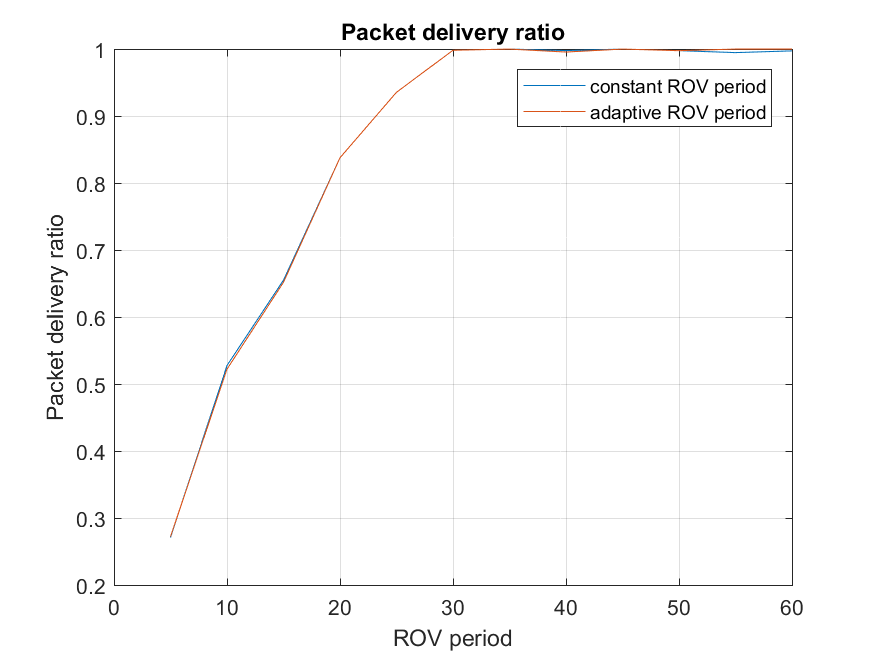 Packet delivery ratio
1
0.9
0.8
0.7
0.6
0.5
0.4
0.3
0.2
Packet delivery ratio
constant ROV period
adaptive ROV period
0 10 20 30 40 50 60
ROV period